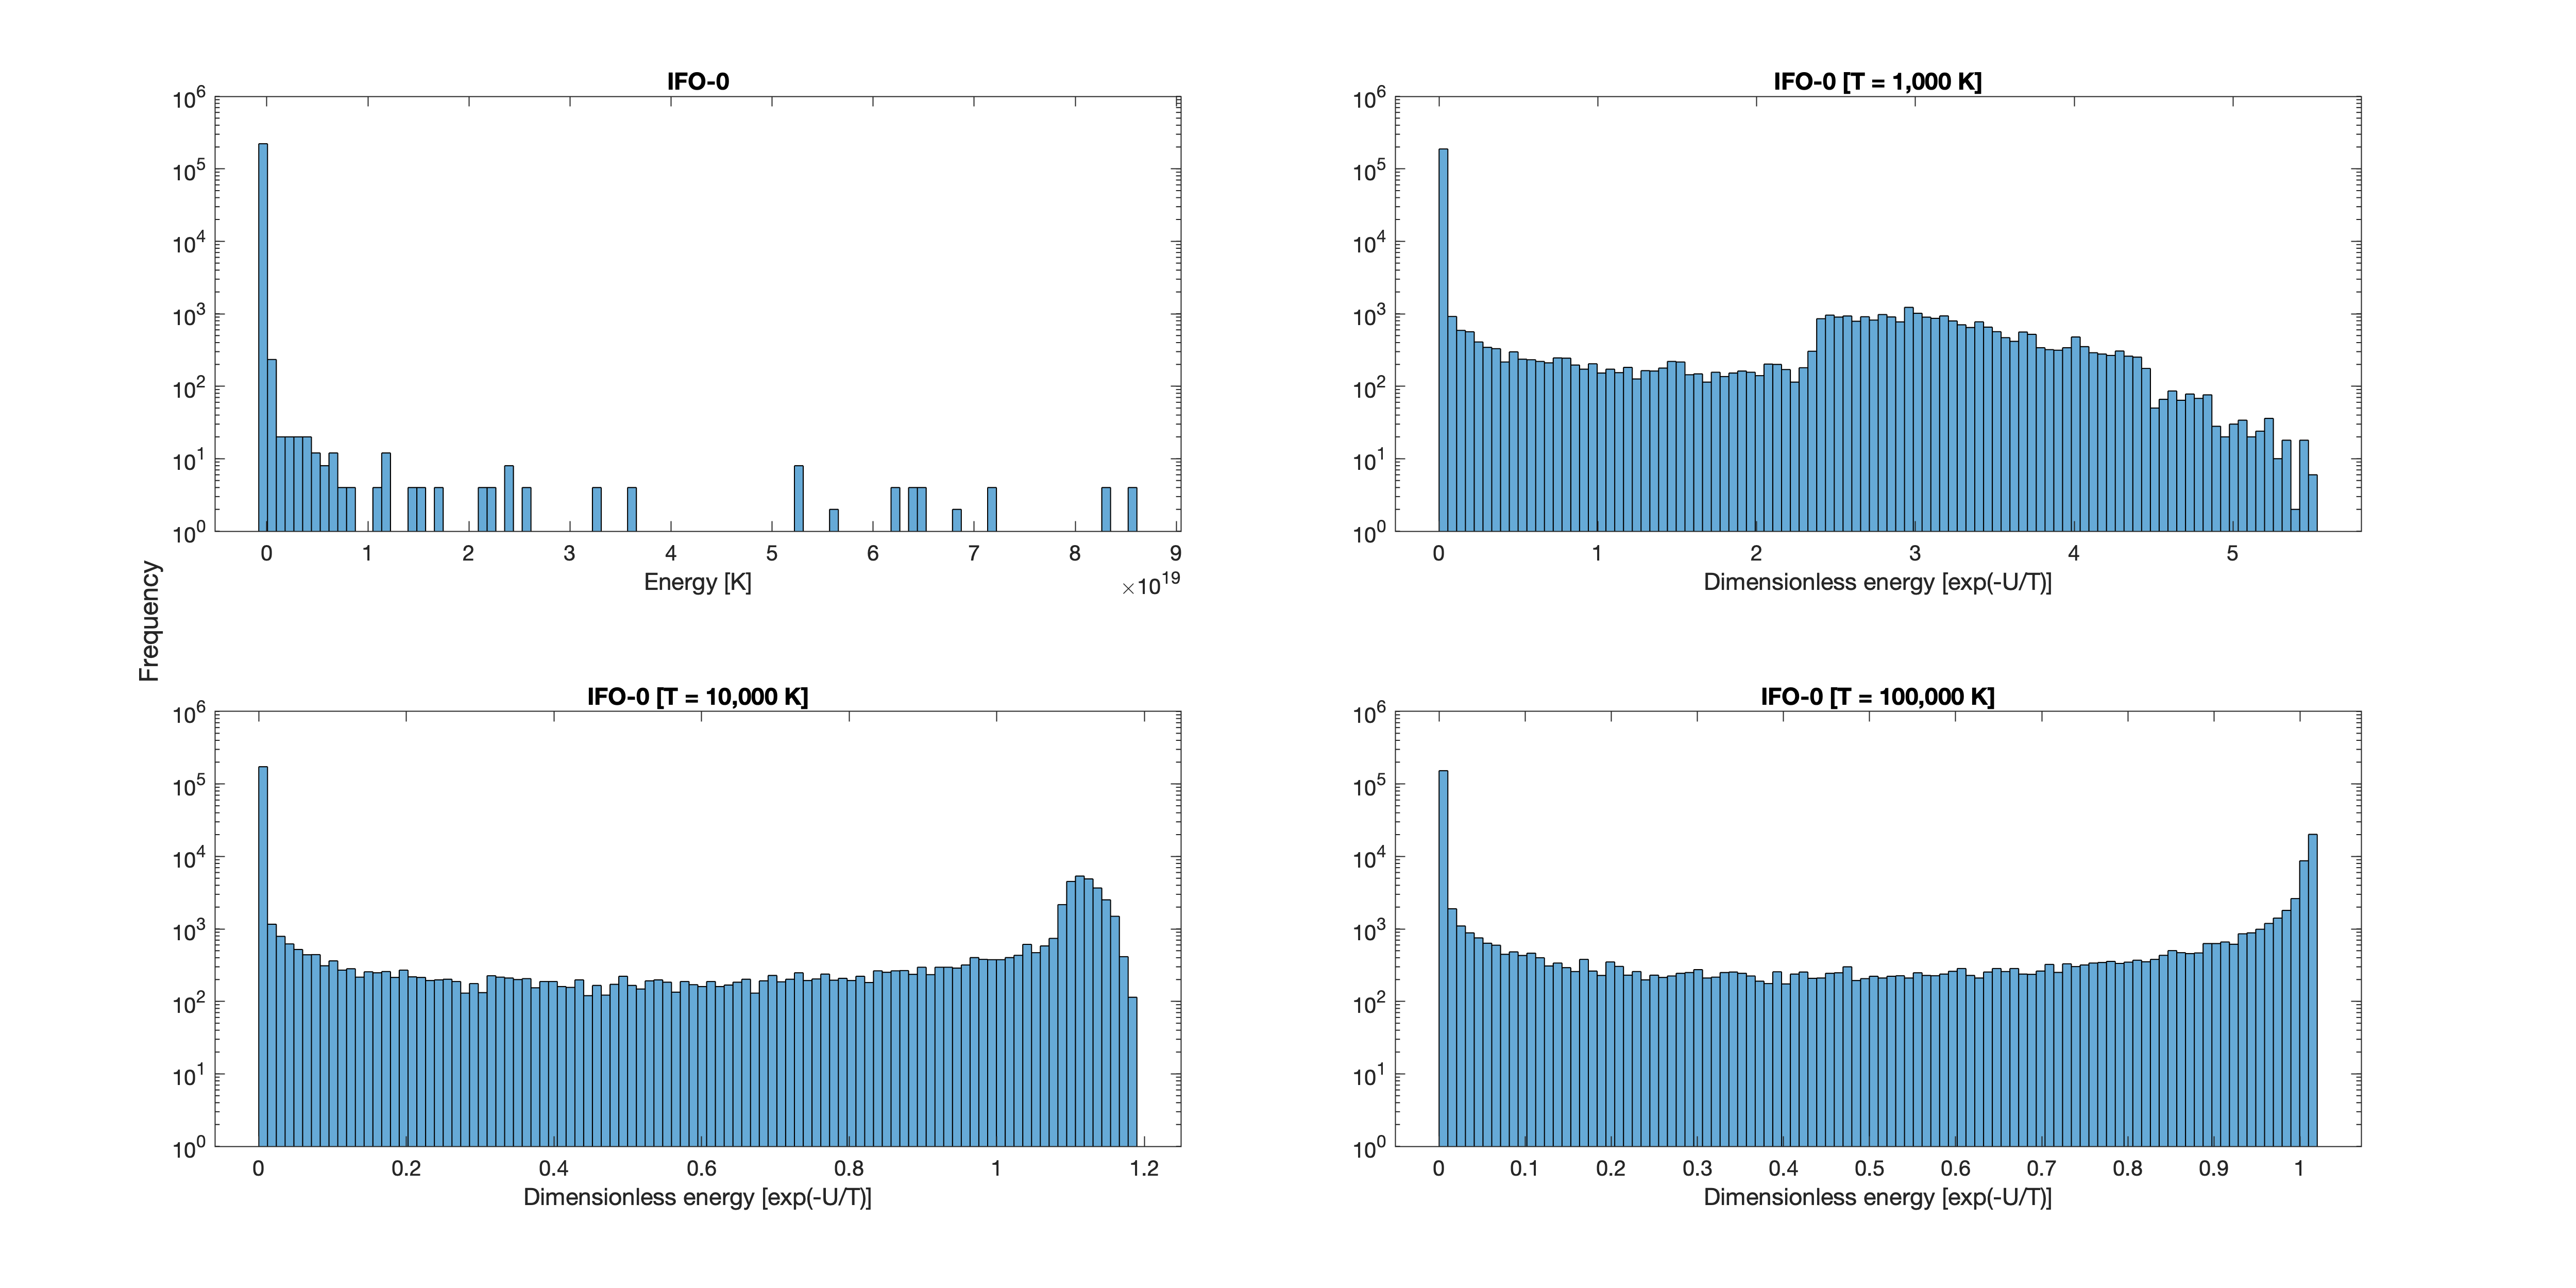 IFO-0
10^6
10^5
10^4
10^3
10^2
10^1
10^0
0 1 2 3 4 5 6 7 8 9
Energy [K]
×10^19
IFO-0 [T = 1,000 K]
10^6
10^5
10^4
10^3
10^2
10^1
10^0
0 1 2 3 4 5
Dimensionless energy [exp(-U/T)]
Frequency
IFO-0 [T = 10,000 K]
10^6
10^5
10^4
10^3
10^2
10^1
10^0
0 0.2 0.4 0.6 0.8 1 1.2
Dimensionless energy [exp(-U/T)]
IFO-0 [T = 100,000 K]
10^6
10^5
10^4
10^3
10^2
10^1
10^0
0 0.1 0.2 0.3 0.4 0.5 0.6 0.7 0.8 0.9 1
Dimensionless energy [exp(-U/T)]